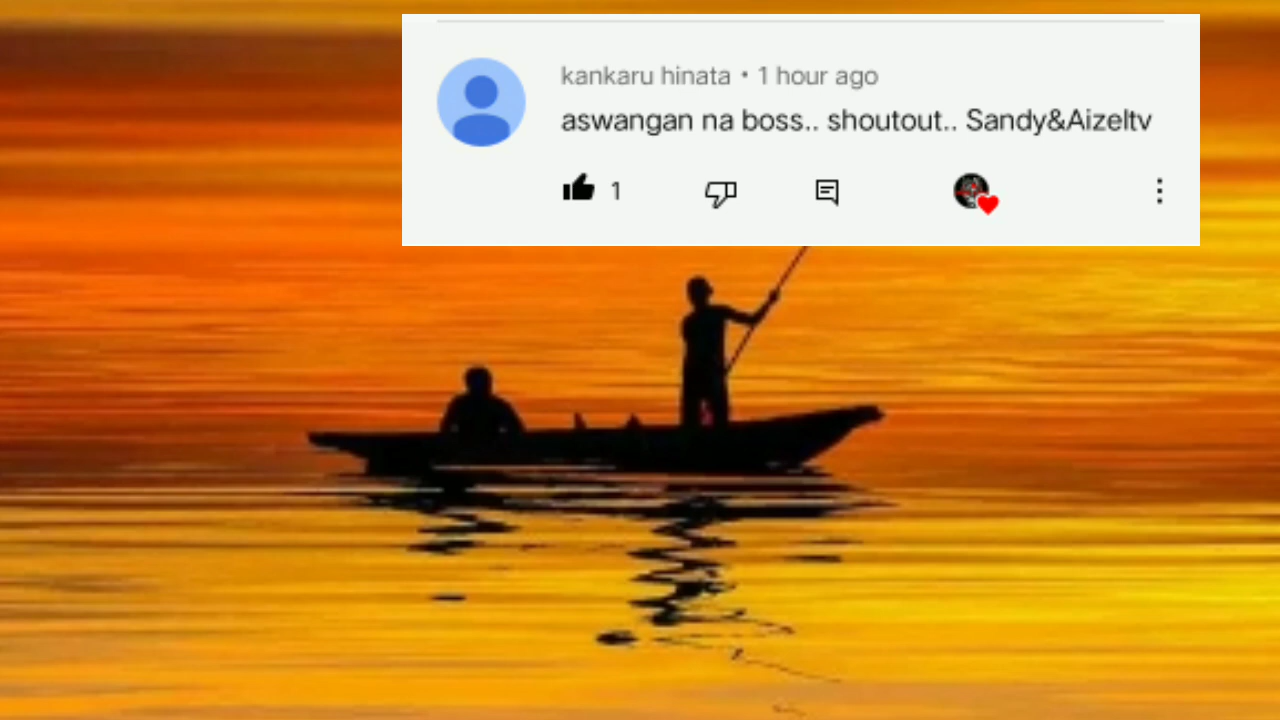 kankaru hinata • 1 hour ago
aswangan na boss.. shoutout.. Sandy&Aizeltv
1